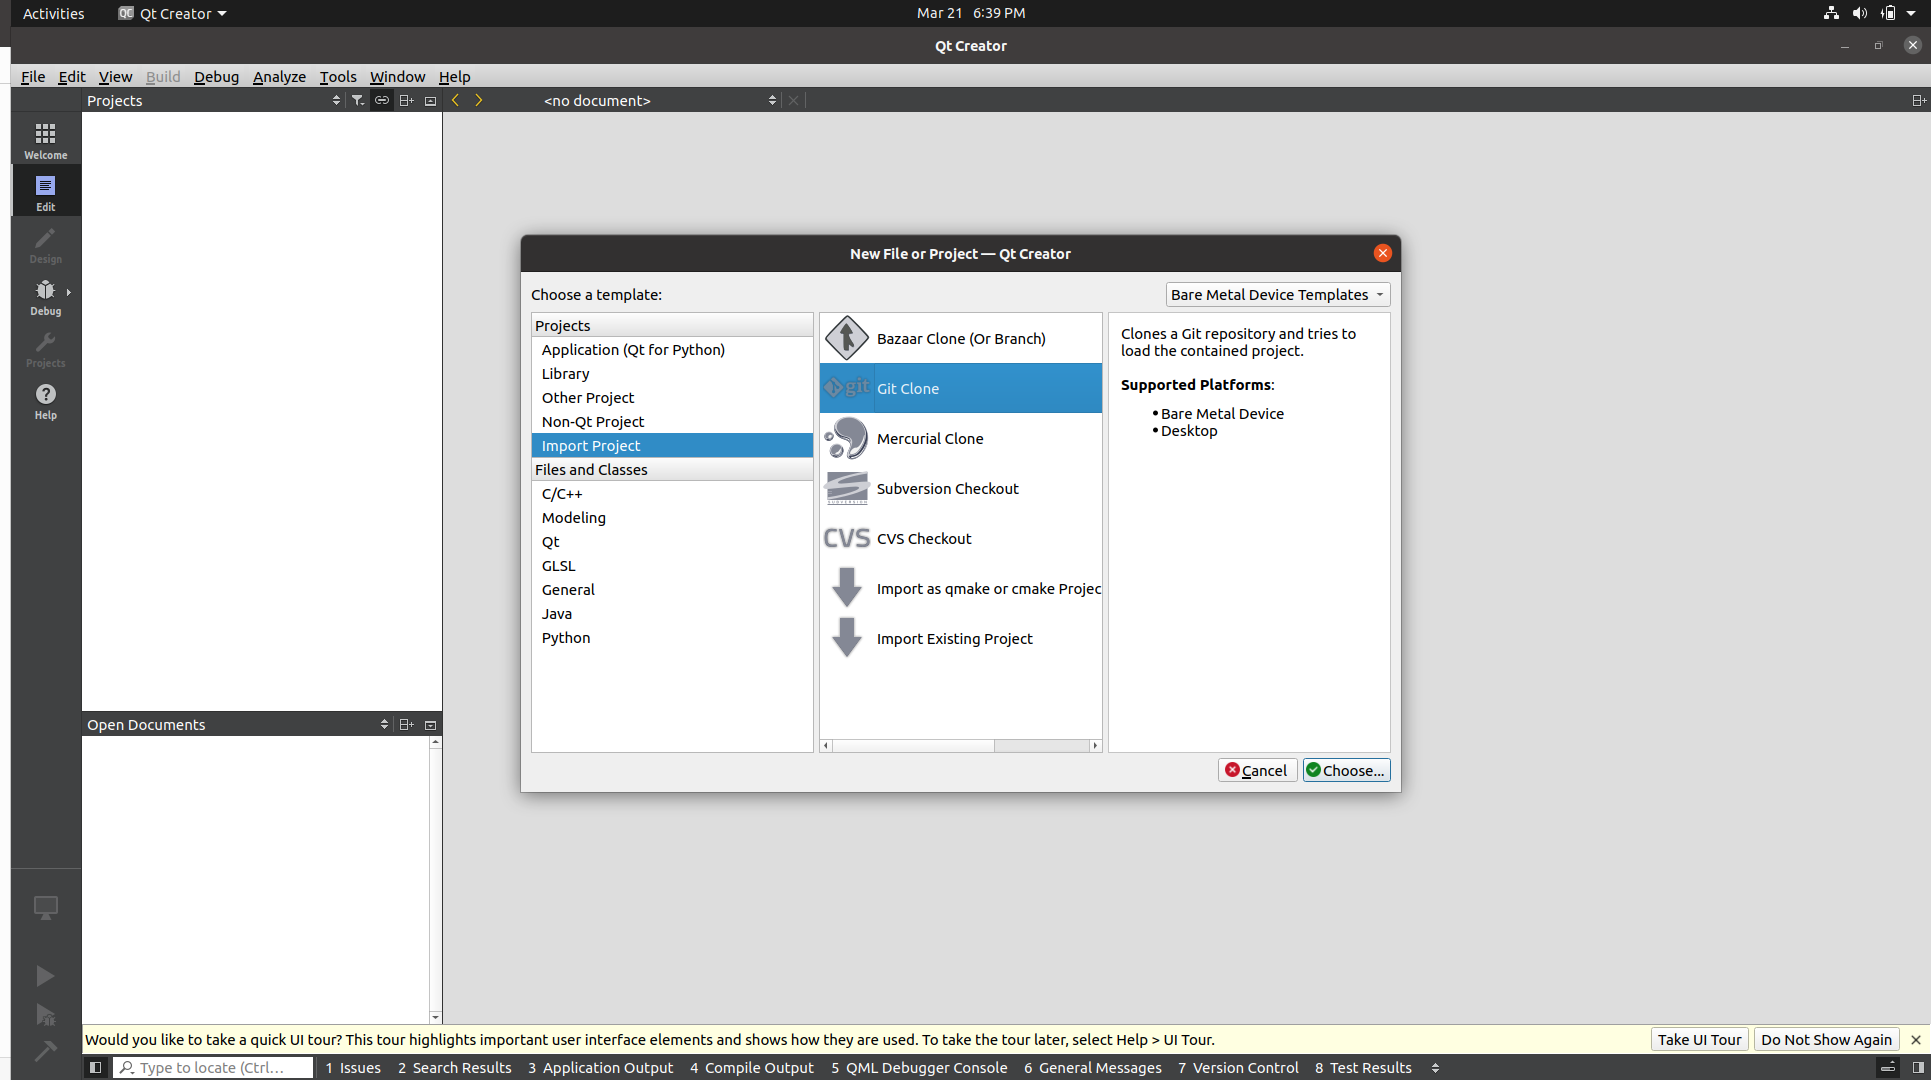 Activities
QC Qt Creator
Mar 21 6:39 PM
Qt Creator
File Edit View Build Debug Analyze Tools Window Help
Projects
<no document>
Welcome
Edit
Design
Debug
Projects
Help
New File or Project — Qt Creator
Choose a template:
Bare Metal Device Templates
Projects
Application (Qt for Python)
Library
Other Project
Non-Qt Project
Import Project
Files and Classes
C/C++
Modeling
Qt
GLSL
General
Java
Python
Bazaar Clone (Or Branch)
git Git Clone
Mercurial Clone
SUBVERSION Subversion Checkout
CVS CVS Checkout
Import as qmake or cmake Projec
Import Existing Project
Clones a Git repository and tries to
load the contained project.
Supported Platforms:
• Bare Metal Device
• Desktop
Cancel
Choose...
Open Documents
Would you like to take a quick UI tour? This tour highlights important user interface elements and shows how they are used. To take the tour later, select Help > UI Tour.
Take UI Tour
Do Not Show Again
Type to locate (Ctrl...
1 Issues
2 Search Results
3 Application Output
4 Compile Output
5 QML Debugger Console
6 General Messages
7 Version Control
8 Test Results